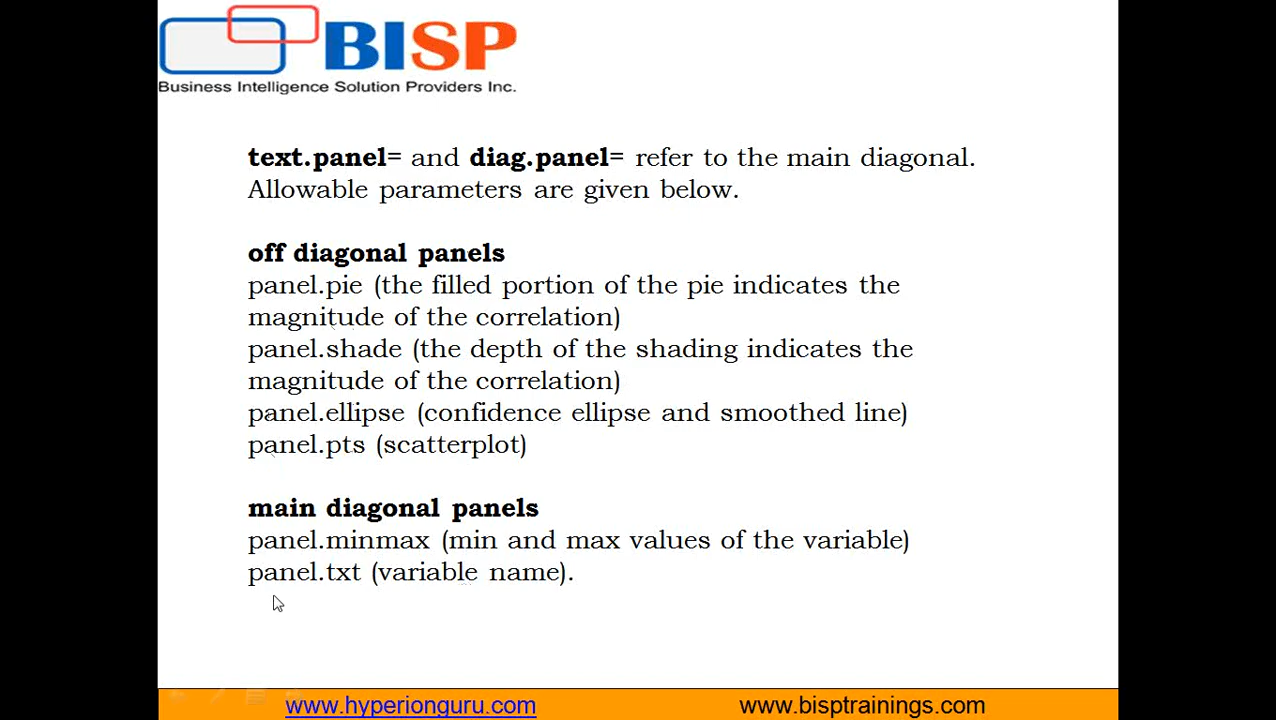 BISP
Business Intelligence Solution Providers Inc.
text.panel= and diag.panel= refer to the main diagonal.
Allowable parameters are given below.
off diagonal panels
panel.pie (the filled portion of the pie indicates the
magnitude of the correlation)
panel.shade (the depth of the shading indicates the
magnitude of the correlation)
panel.ellipse (confidence ellipse and smoothed line)
panel.pts (scatterplot)
main diagonal panels
panel.minmax (min and max values of the variable)
panel.txt (variable name).
www.hyperionguru.com www.bisptrainings.com